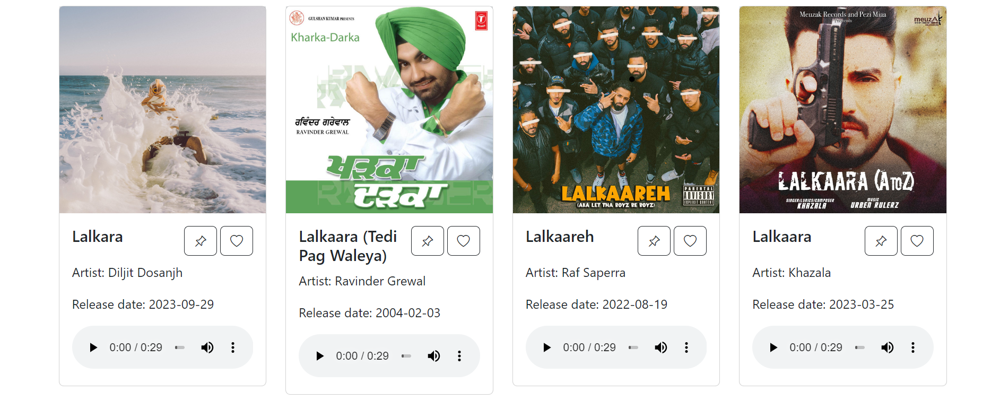 GULSHAN KUMAR PRESENTS
T
SERIES
Kharka-Darka
ਰਵਿੰਦਰ ਗਰੇਵਾਲ
RAVINDER GREWAL
ਖੜਕਾ
ਦੜਕਾ
LALKAAREH
(AKA LET THA BOYZ BE BOYZ)
PARENTAL
ADVISORY
EXPLICIT CONTENT
Meuzak Records and Pezi Miaa
Presents
meuzAk
RECORDS
LALKAARA (A TO Z)
SINGER/LYRICS/COMPOSER
KHAZALA
MUSIC
URBEN RULERZ
Lalkara
Artist: Diljit Dosanjh
Release date: 2023-09-29
0:00 / 0:29
Lalkaara (Tedi
Pag Waleya)
Artist: Ravinder Grewal
Release date: 2004-02-03
0:00 / 0:29
Lalkaareh
Artist: Raf Saperra
Release date: 2022-08-19
0:00 / 0:29
Lalkaara
Artist: Khazala
Release date: 2023-03-25
0:00 / 0:29